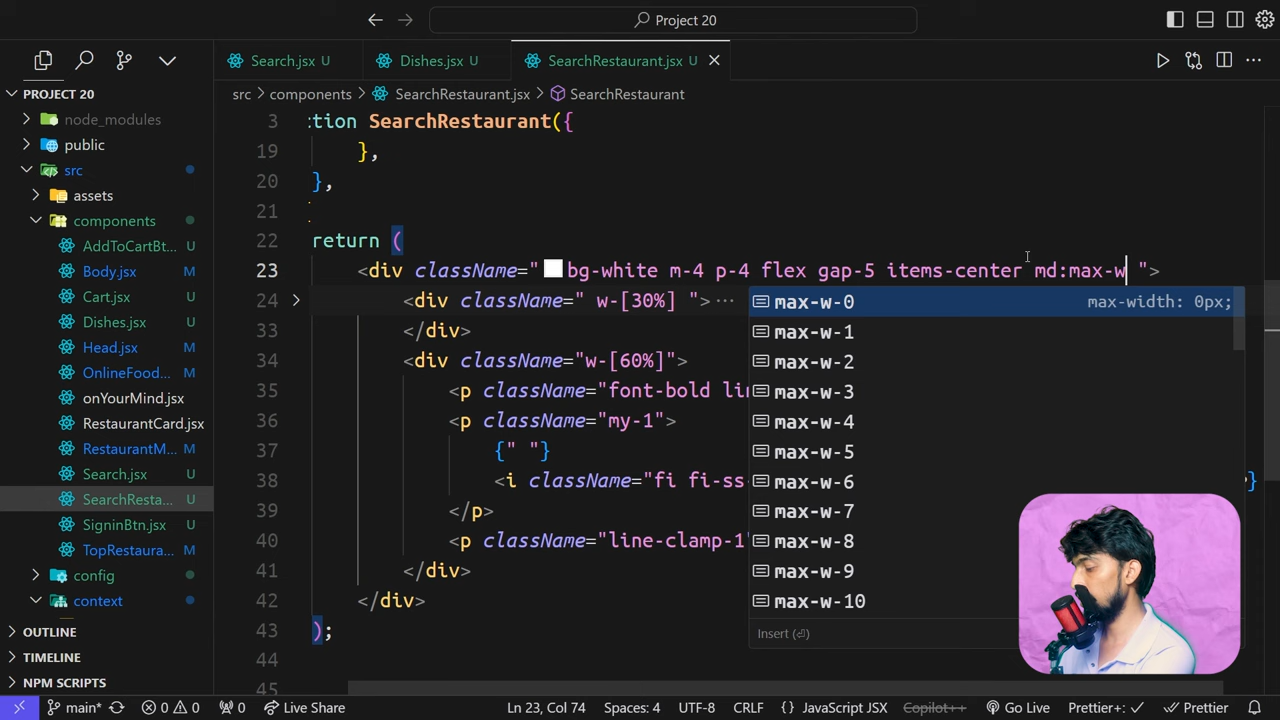 Project 20
Search.jsx U
Dishes.jsx U
SearchRestaurant.jsx U
src > components > SearchRestaurant.jsx > SearchRestaurant
PROJECT 20
node_modules
public
src
assets
components
AddToCartBt... U
Body.jsx M
Cart.jsx U
Dishes.jsx U
Head.jsx M
OnlineFood... M
onYourMind.jsx
RestaurantCard.jsx
RestaurantM... M
Search.jsx U
SearchResta... U
SigninBtn.jsx U
TopRestaura... M
config
context
OUTLINE
TIMELINE
NPM SCRIPTS
3 :tion SearchRestaurant({
19 },
20 },
21
22 return (
23 <div className=" bg-white m-4 p-4 flex gap-5 items-center md:max-w ">
24 <div className=" w-[30%] "> ...
33 </div>
34 <div className="w-[60%]">
35 <p className="font-bold lin
36 <p className="my-1">
37 {" "}
38 <i className="fi fi-ss- }
39 </p>
40 <p className="line-clamp-1"
41 </div>
42 </div>
43 );
44
45
max-w-0 max-width: 0px;
max-w-1
max-w-2
max-w-3
max-w-4
max-w-5
max-w-6
max-w-7
max-w-8
max-w-9
max-w-10
Insert (⏎)
main* 0 0 0 Live Share Ln 23, Col 74 Spaces: 4 UTF-8 CRLF {} JavaScript JSX Copilot++ Go Live Prettier+: Prettier